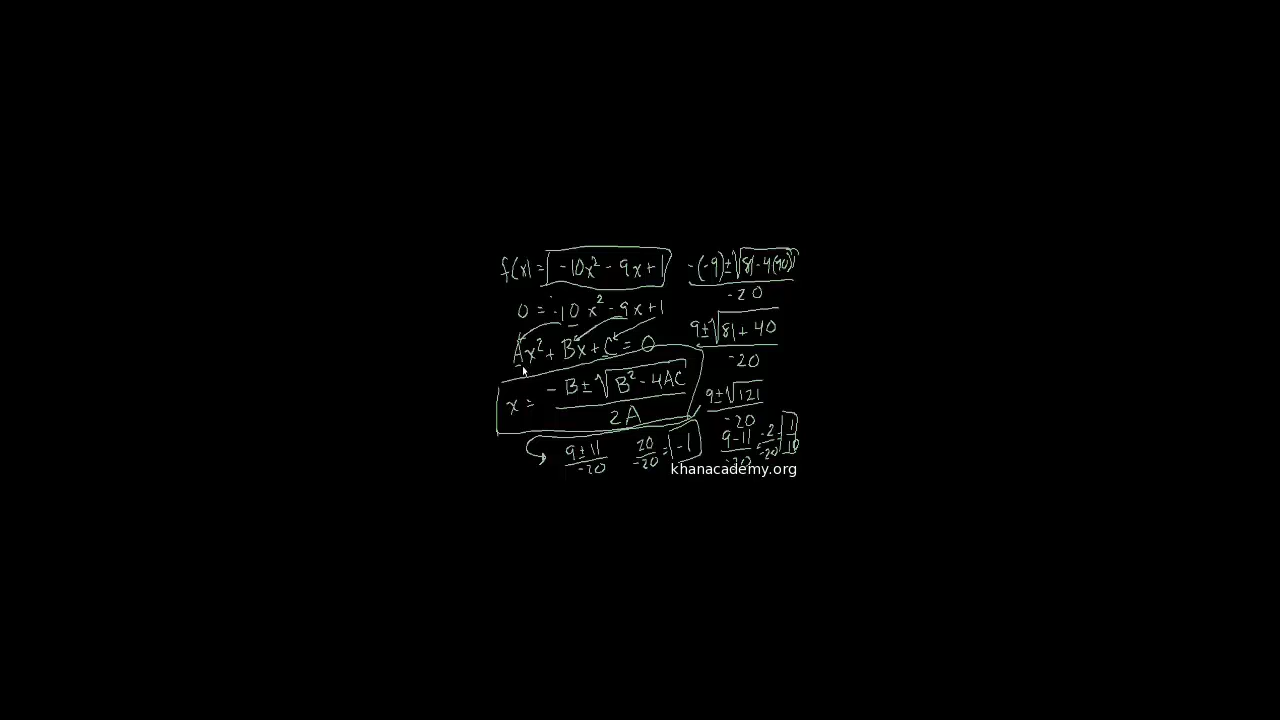 f(x) = -10x² - 9x + 1
0 = -10x² - 9x + 1
Ax² + Bx + C = 0
x = (-B ± √(B² - 4AC)) / 2A
(9 ± 11) / -20
20 / -20 = -1
(-(-9) ± √(81 - 4(-10)1)) / -20
(9 ± √(81 + 40)) / -20
(9 ± √121) / -20
(9 - 11) / -20 = -2 / -20 = 1 / 10
khanacademy.org